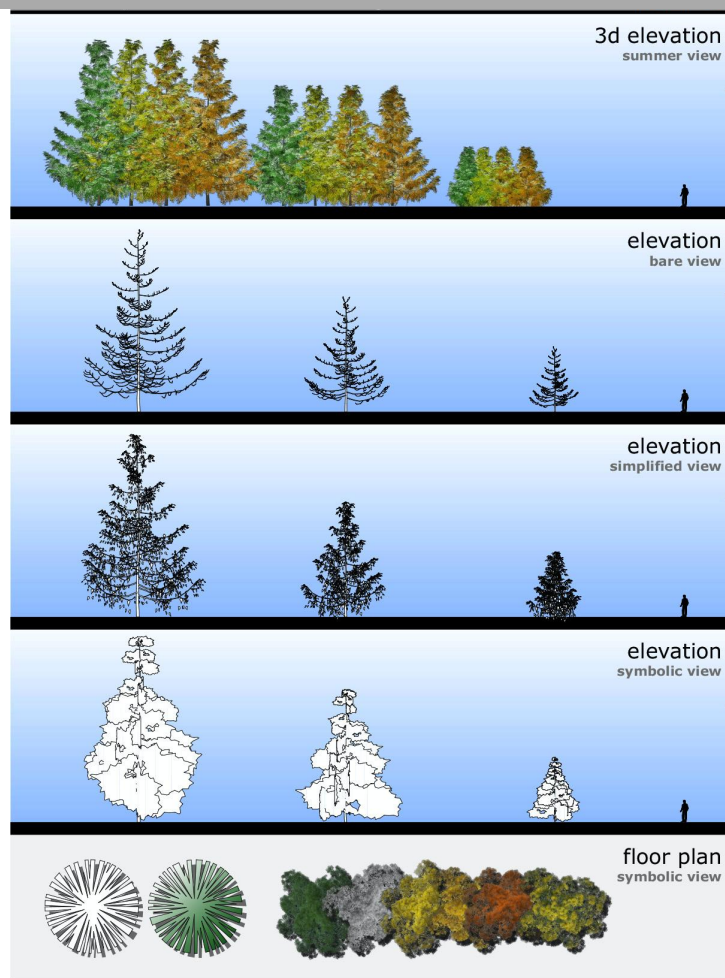 3d elevation
summer view
elevation
bare view
elevation
simplified view
elevation
symbolic view
floor plan
symbolic view